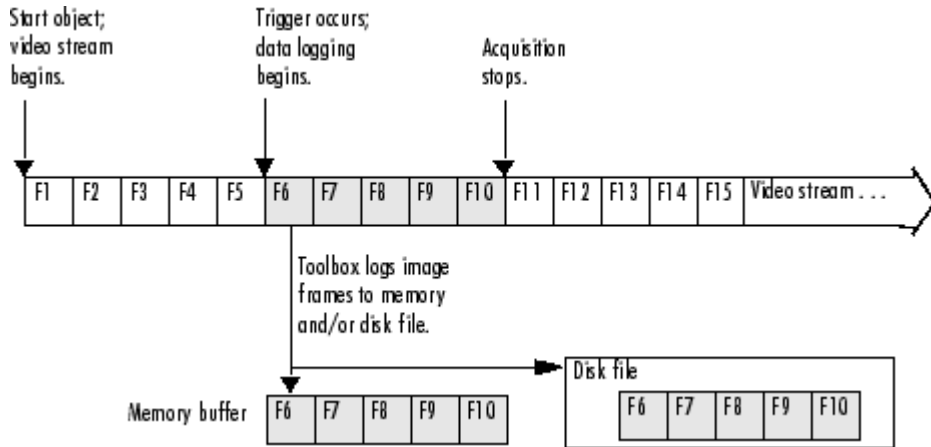 Start object;
video stream
begins.
Trigger occurs;
data logging
begins.
Acquisition
stops.
F1 F2 F3 F4 F5 F6 F7 F8 F9 F10 F11 F12 F13 F14 F15 Video stream . . .
Toolbox logs image
frames to memory
and/or disk file.
Disk file
Memory buffer F6 F7 F8 F9 F10
F6 F7 F8 F9 F10